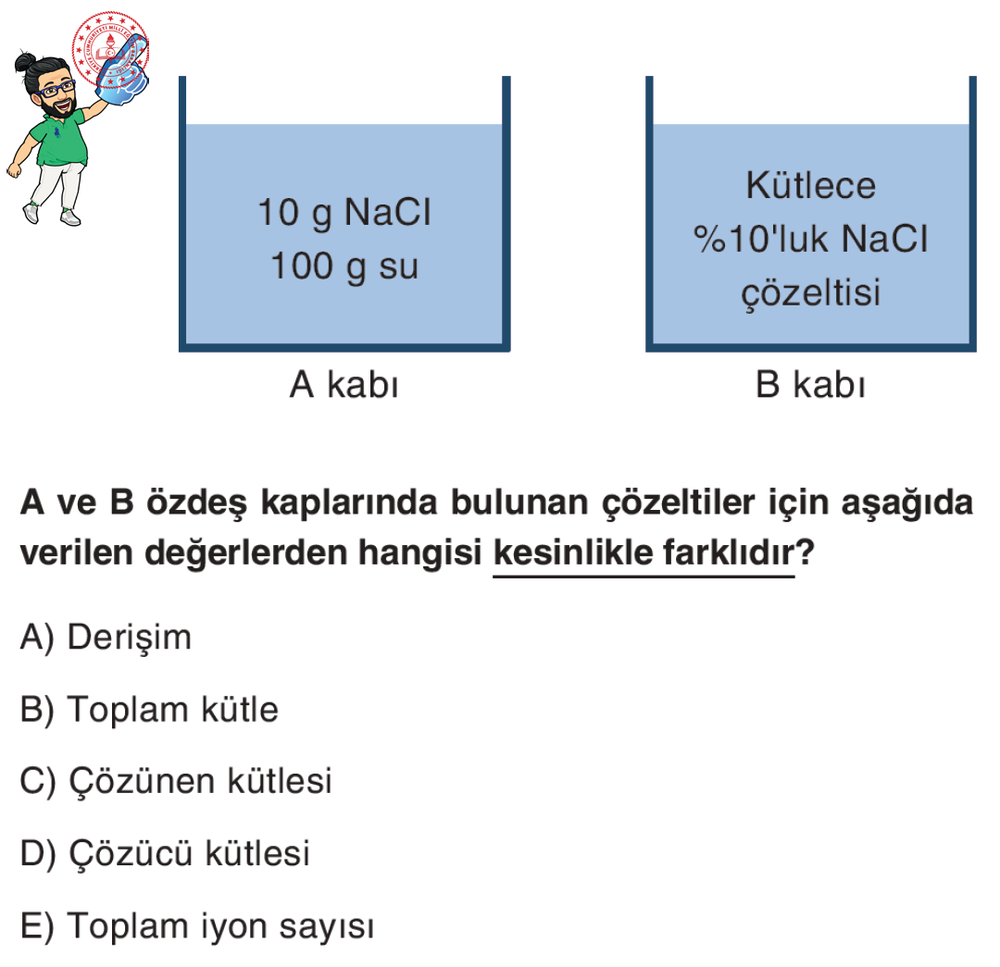 10 g NaCl
100 g su
A kabı
Kütlece
%10'luk NaCl
çözeltisi
B kabı
A ve B özdeş kaplarında bulunan çözeltiler için aşağıda
verilen değerlerden hangisi kesinlikle farklıdır?
A) Derişim
B) Toplam kütle
C) Çözünen kütlesi
D) Çözücü kütlesi
E) Toplam iyon sayısı